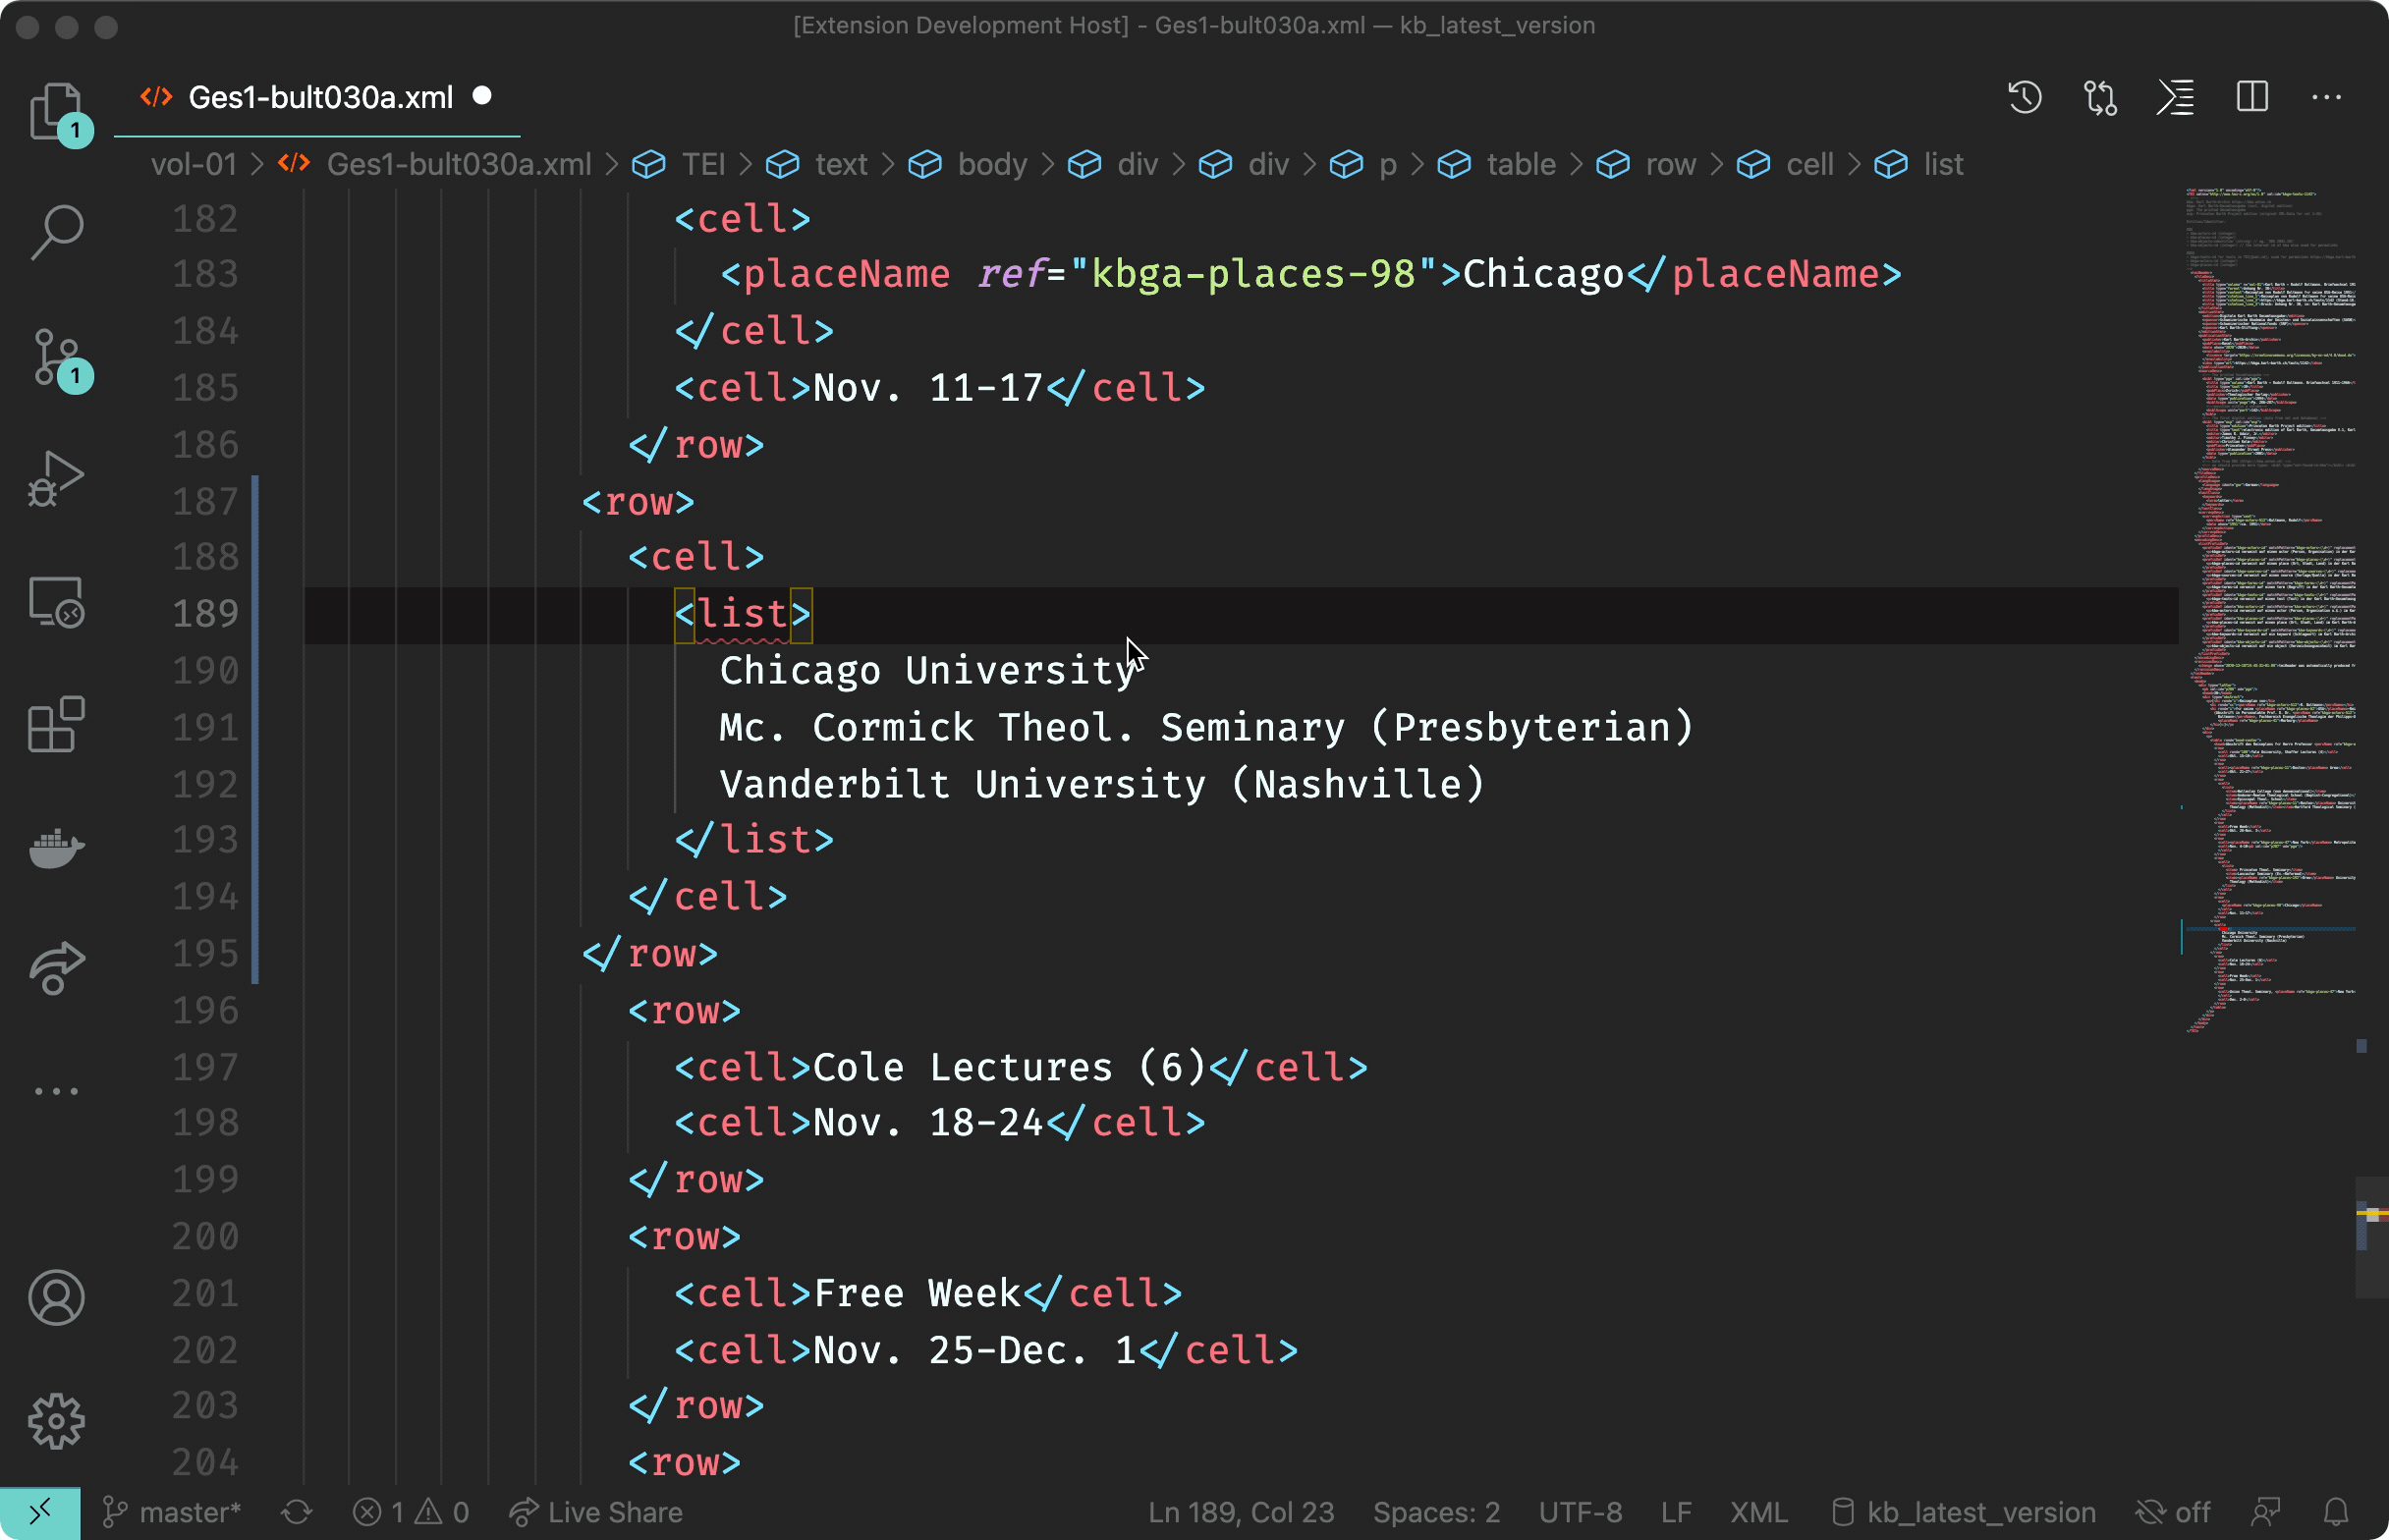 [Extension Development Host] - Ges1-bult030a.xml — kb_latest_version
</> Ges1-bult030a.xml
1
vol-01 > </> Ges1-bult030a.xml > TEI > text > body > div > div > p > table > row > cell > list
182 <cell>
183 <placeName ref="kbga-places-98">Chicago</placeName>
184 </cell>
185 <cell>Nov. 11-17</cell>
186 </row>
187 <row>
188 <cell>
189 <list>
190 Chicago University
191 Mc. Cormick Theol. Seminary (Presbyterian)
192 Vanderbilt University (Nashville)
193 </list>
194 </cell>
195 </row>
196 <row>
197 <cell>Cole Lectures (6)</cell>
198 <cell>Nov. 18-24</cell>
199 </row>
200 <row>
201 <cell>Free Week</cell>
202 <cell>Nov. 25-Dec. 1</cell>
203 </row>
204 <row>
1
master* 1 0 Live Share Ln 189, Col 23 Spaces: 2 UTF-8 LF XML kb_latest_version off